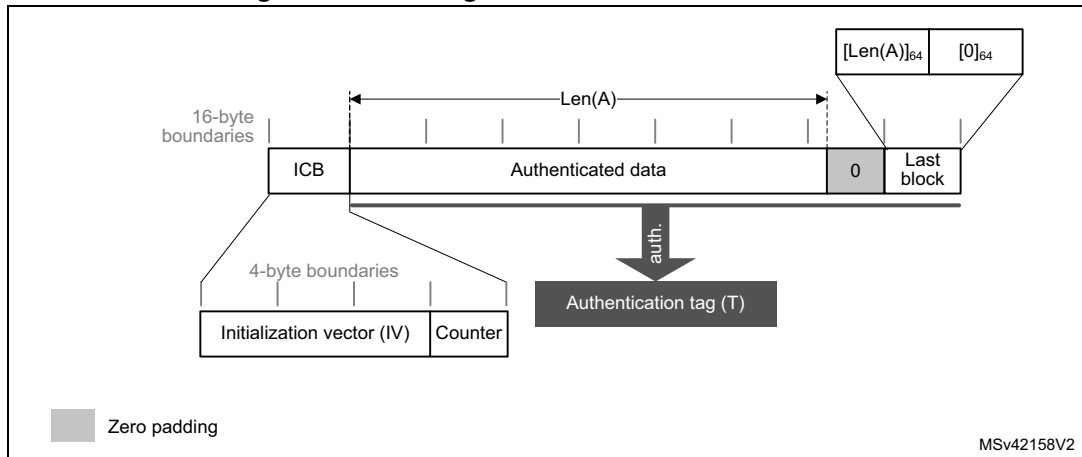 [Len(A)]64 [0]64
Len(A)
16-byte
boundaries
ICB Authenticated data 0 Last
block
auth.
4-byte boundaries
Authentication tag (T)
Initialization vector (IV) Counter
Zero padding
MSv42158V2